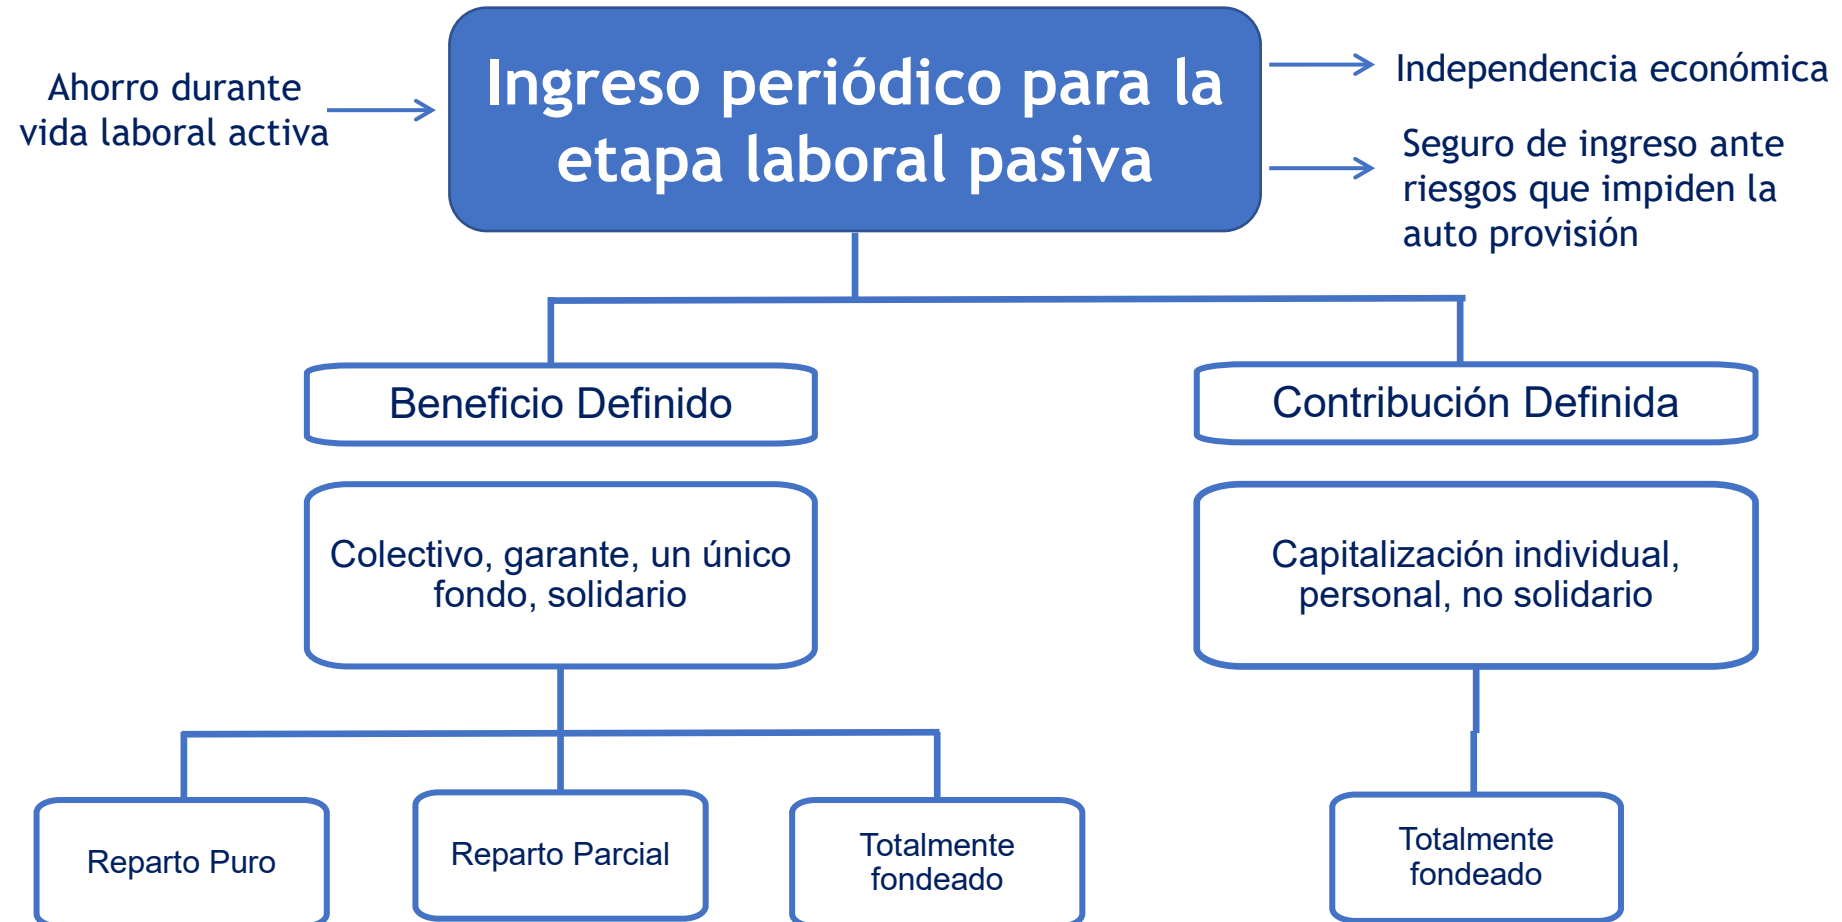 Ahorro durante
vida laboral activa
Ingreso periódico para la
etapa laboral pasiva
Independencia económica
Seguro de ingreso ante
riesgos que impiden la
auto provisión
Beneficio Definido
Contribución Definida
Colectivo, garante, un único
fondo, solidario
Capitalización individual,
personal, no solidario
Reparto Puro
Reparto Parcial
Totalmente
fondeado
Totalmente
fondeado